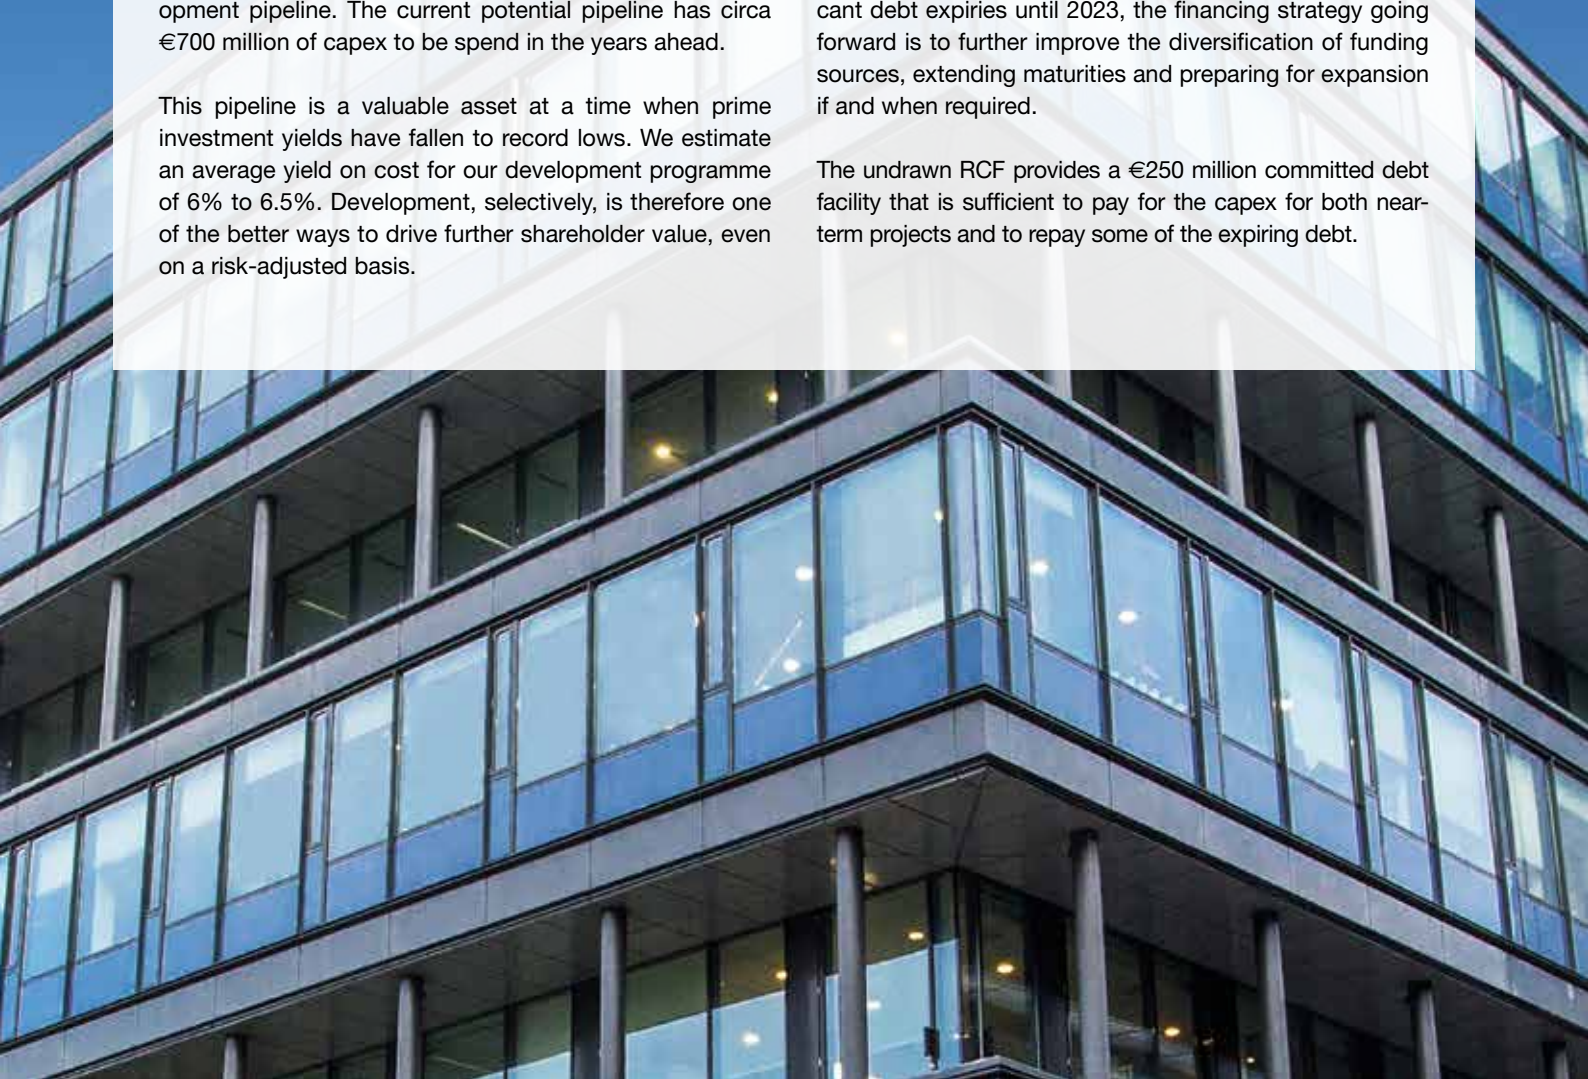 opment pipeline. The current potential pipeline has circa
€700 million of capex to be spend in the years ahead.
This pipeline is a valuable asset at a time when prime
investment yields have fallen to record lows. We estimate
an average yield on cost for our development programme
of 6% to 6.5%. Development, selectively, is therefore one
of the better ways to drive further shareholder value, even
on a risk-adjusted basis.
cant debt expiries until 2023, the financing strategy going
forward is to further improve the diversification of funding
sources, extending maturities and preparing for expansion
if and when required.
The undrawn RCF provides a €250 million committed debt
facility that is sufficient to pay for the capex for both near-
term projects and to repay some of the expiring debt.